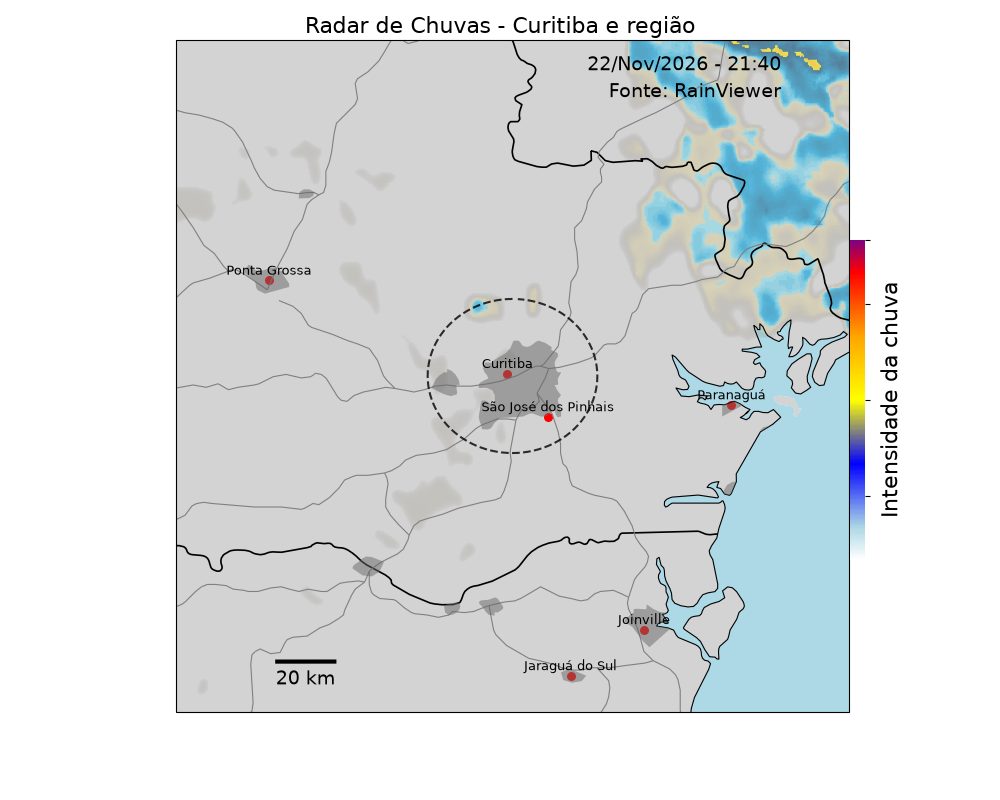 Radar de Chuvas - Curitiba e região
22/Nov/2026 - 21:40
Fonte: RainViewer
Ponta Grossa
Curitiba
São José dos Pinhais
Paranaguá
Intensidade da chuva
Joinville
Jaraguá do Sul
20 km